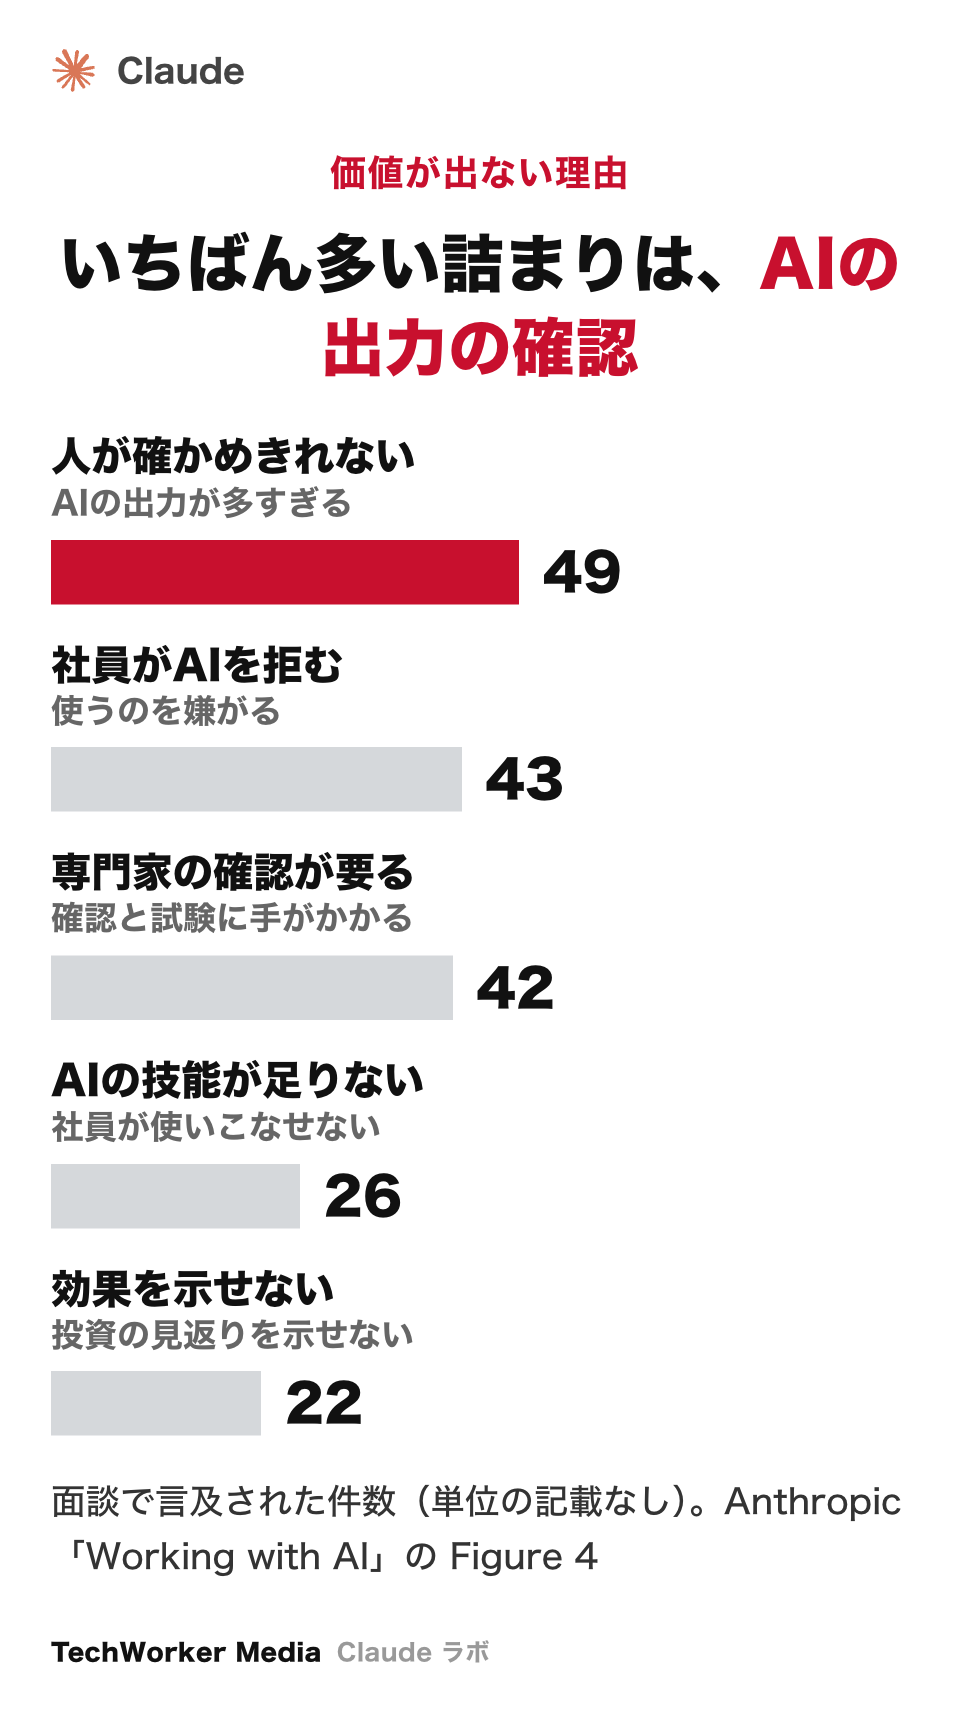 Claude
価値が出ない理由
いちばん多い詰まりは、AIの
出力の確認
人が確かめきれない
AIの出力が多すぎる
49
社員がAIを拒む
使うのを嫌がる
43
専門家の確認が要る
確認と試験に手がかかる
42
AIの技能が足りない
社員が使いこなせない
26
効果を示せない
投資の見返りを示せない
22
面談で言及された件数（単位の記載なし）。Anthropic
「Working with AI」の Figure 4
TechWorker Media Claude ラボ